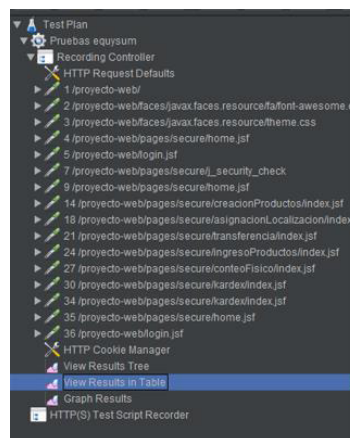 Test Plan
Pruebas equysum
Recording Controller
HTTP Request Defaults
1 /proyecto-web/
2 /proyecto-web/faces/javax.faces.resource/fa/font-awesome.
3 /proyecto-web/faces/javax.faces.resource/theme.css
4 /proyecto-web/pages/secure/home.jsf
5 /proyecto-web/login.jsf
7 /proyecto-web/pages/secure/j_security_check
9 /proyecto-web/pages/secure/home.jsf
14 /proyecto-web/pages/secure/creacionProductos/index.jsf
18 /proyecto-web/pages/secure/asignacionLocalizacion/index
21 /proyecto-web/pages/secure/transferencia/index.jsf
24 /proyecto-web/pages/secure/ingresoProductos/index.jsf
27 /proyecto-web/pages/secure/conteoFisico/index.jsf
30 /proyecto-web/pages/secure/kardex/index.jsf
34 /proyecto-web/pages/secure/kardex/index.jsf
35 /proyecto-web/pages/secure/home.jsf
36 /proyecto-web/login.jsf
HTTP Cookie Manager
View Results Tree
View Results in Table
Graph Results
HTTP(S) Test Script Recorder